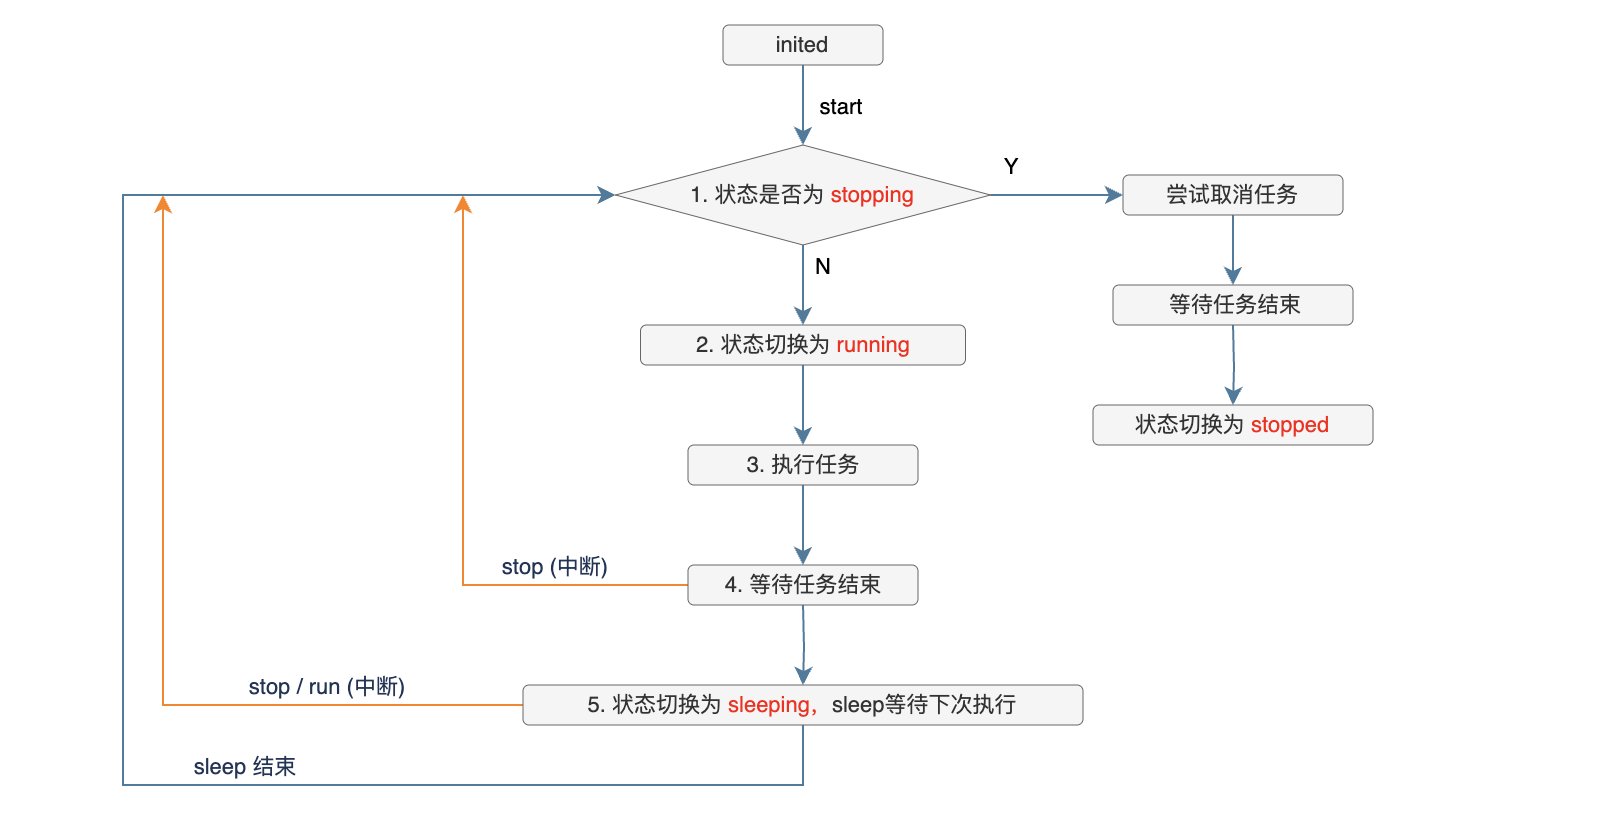 inited
start
1. 状态是否为 stopping
Y
尝试取消任务
N
等待任务结束
2. 状态切换为 running
状态切换为 stopped
3. 执行任务
stop (中断)
4. 等待任务结束
stop / run (中断)
5. 状态切换为 sleeping，sleep等待下次执行
sleep 结束